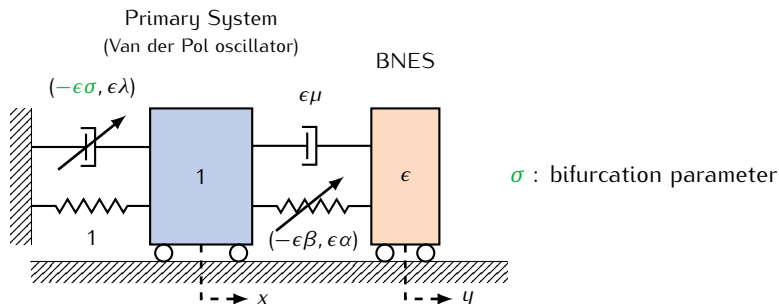 Primary System
(Van der Pol oscillator)
BNES
(−ϵσ, ϵλ)
ϵμ
1
ϵ
σ : bifurcation parameter
1
(−ϵβ, ϵα)
x
y